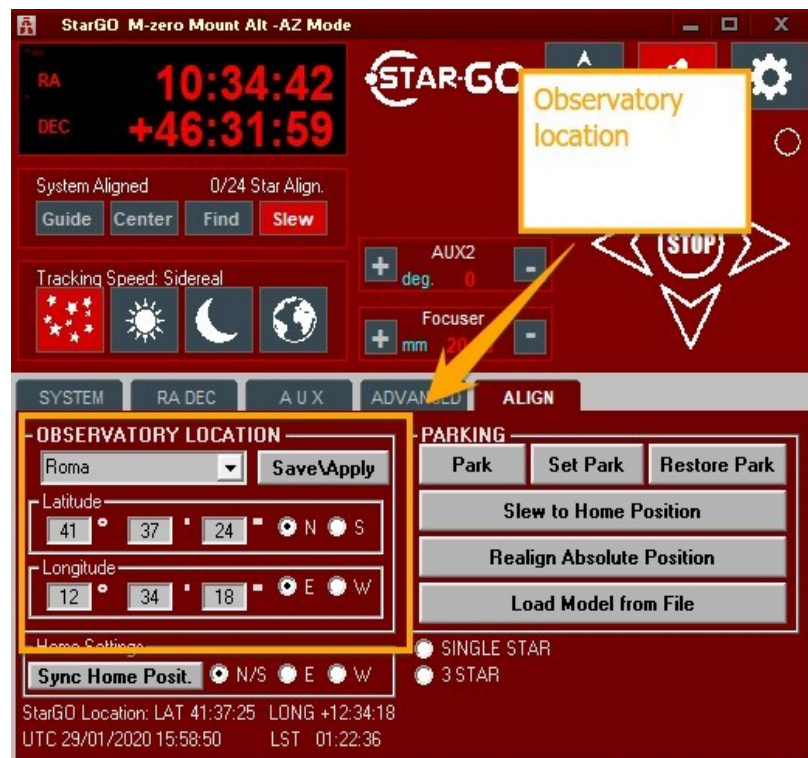 StarGO M-zero Mount Alt -AZ Mode
RA 10:34:42
DEC +46:31:59
STAR·GO
Observatory
location
System Aligned 0/24 Star Align.
Guide Center Find Slew
AUX2
deg. 0
STOP
Tracking Speed: Sidereal
Focuser
mm
SYSTEM RA DEC AUX ADVANCED ALIGN
OBSERVATORY LOCATION
Roma Save\Apply
Latitude
41 ° 37 ' 24 " N S
Longitude
12 ° 34 ' 18 " E W
PARKING
Park Set Park Restore Park
Slew to Home Position
Realign Absolute Position
Load Model from File
Home Settings
Sync Home Posit. N/S E W
SINGLE STAR
3 STAR
StarGO Location: LAT 41:37:25 LONG +12:34:18
UTC 29/01/2020 15:58:50 LST 01:22:36